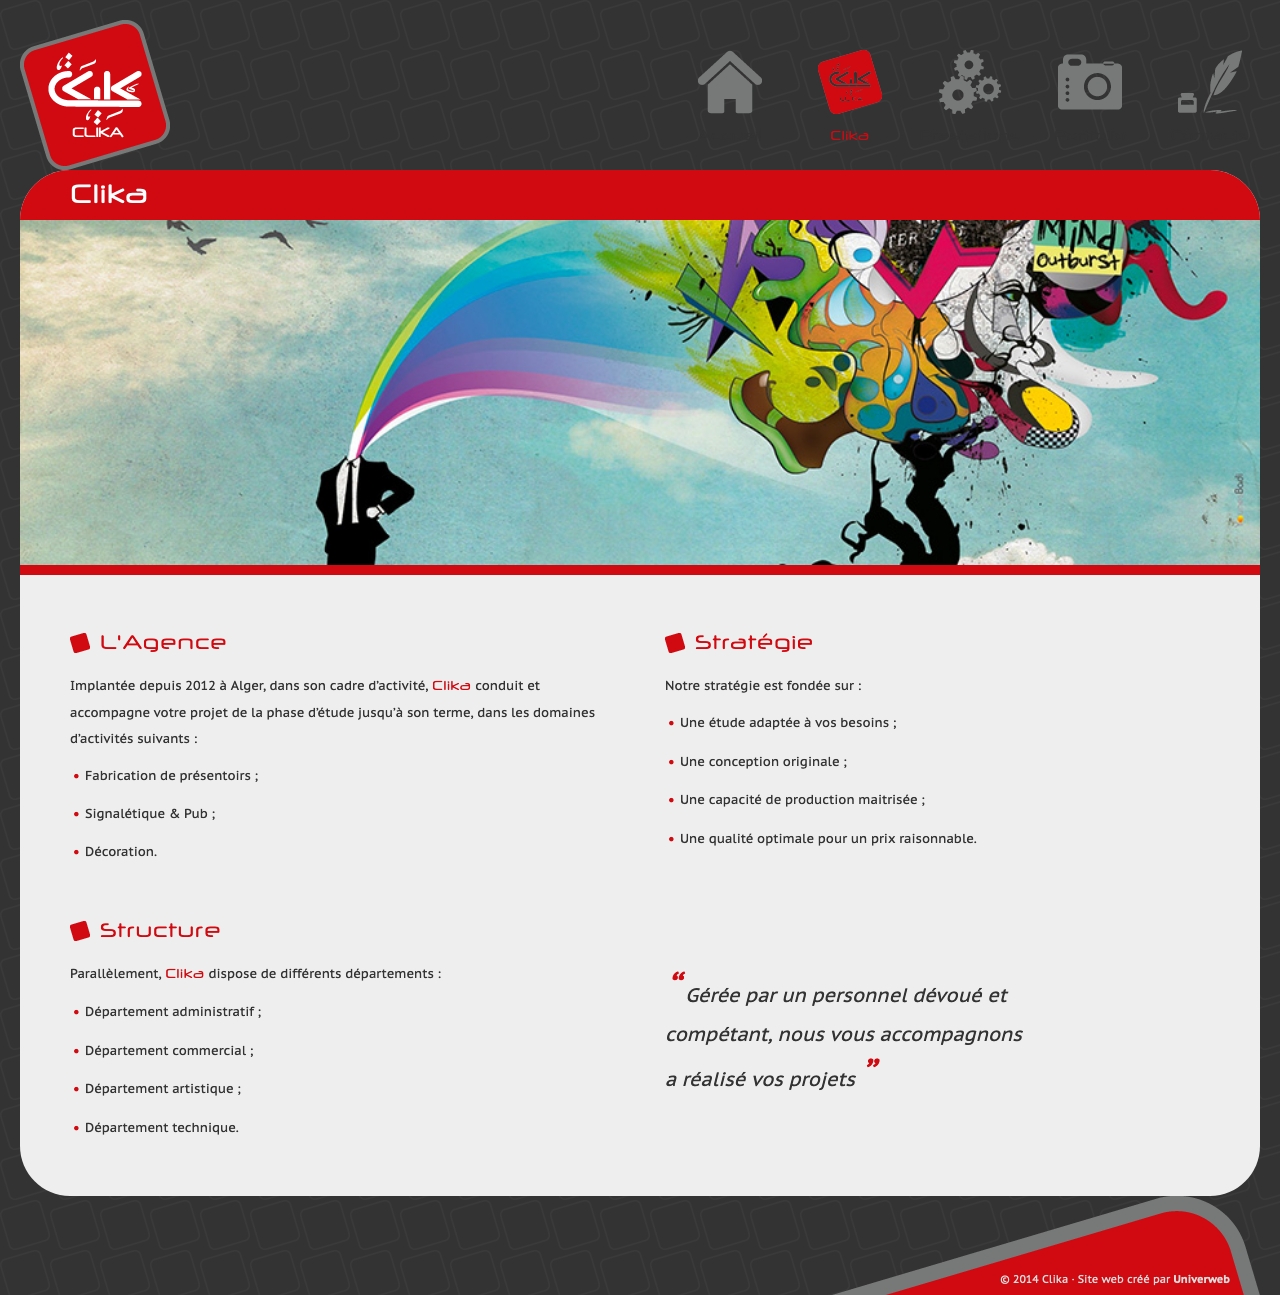 كليكا
CLIKA
Clika
Clika
TER
MiNd
OutburSt
Badi
L'Agence
Implantée depuis 2012 à Alger, dans son cadre d’activité, Clika conduit et
accompagne votre projet de la phase d’étude jusqu’à son terme, dans les domaines
d’activités suivants :
• Fabrication de présentoirs ;
• Signalétique & Pub ;
• Décoration.
Stratégie
Notre stratégie est fondée sur :
• Une étude adaptée à vos besoins ;
• Une conception originale ;
• Une capacité de production maitrisée ;
• Une qualité optimale pour un prix raisonnable.
Structure
Parallèlement, Clika dispose de différents départements :
• Département administratif ;
• Département commercial ;
• Département artistique ;
• Département technique.
“ Gérée par un personnel dévoué et
compétant, nous vous accompagnons
a réalisé vos projets ”
© 2014 Clika · Site web créé par Univerweb